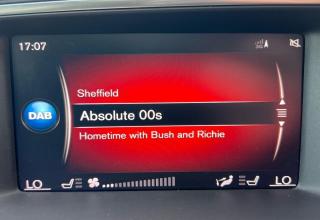 17:07
Sheffield
DAB
Absolute 00s
Hometime with Bush and Richie
LO
LO